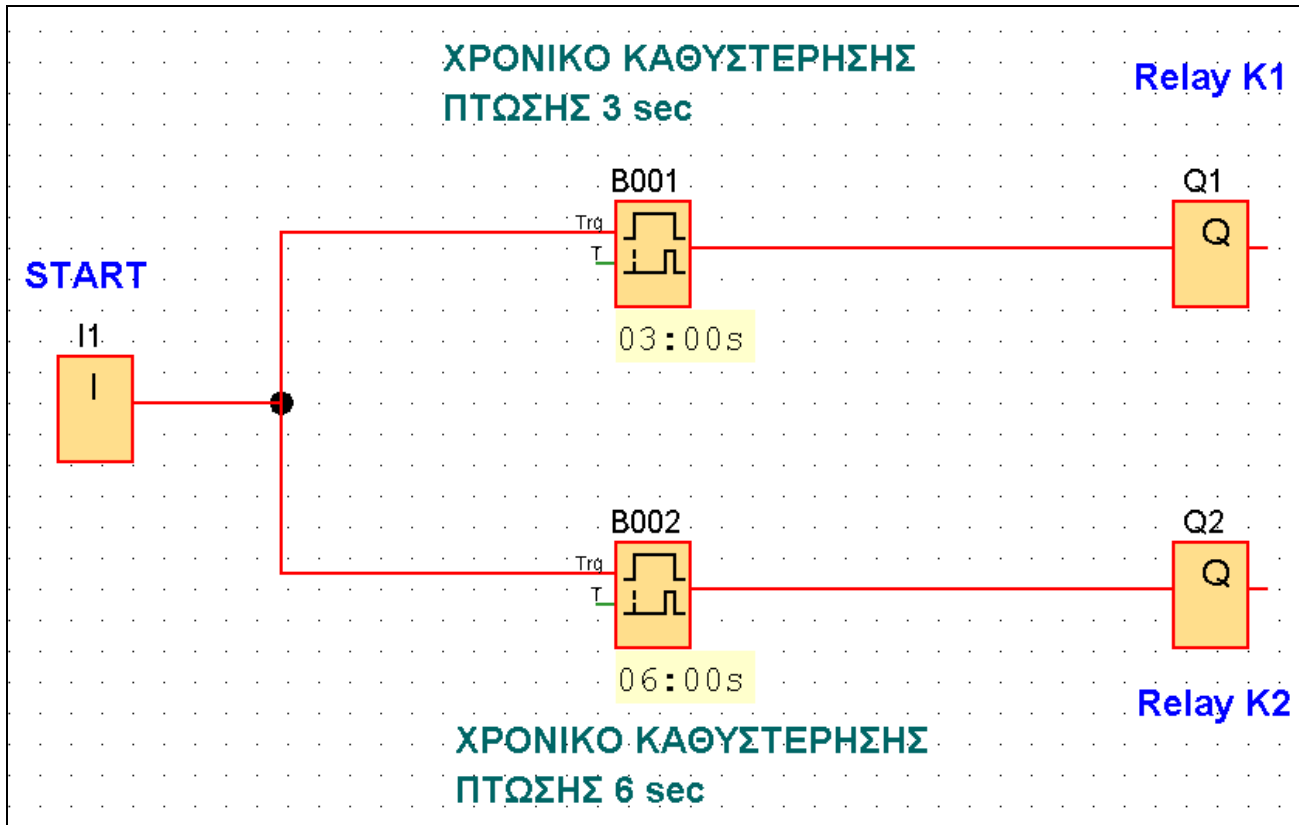 ΧΡΟΝΙΚΟ ΚΑΘΥΣΤΕΡΗΣΗΣ
ΠΤΩΣΗΣ 3 sec
Relay K1
B001
Q1
Trg
T
Q
START
03:00s
I1
I
B002
Q2
Trg
T
Q
06:00s
Relay K2
ΧΡΟΝΙΚΟ ΚΑΘΥΣΤΕΡΗΣΗΣ
ΠΤΩΣΗΣ 6 sec